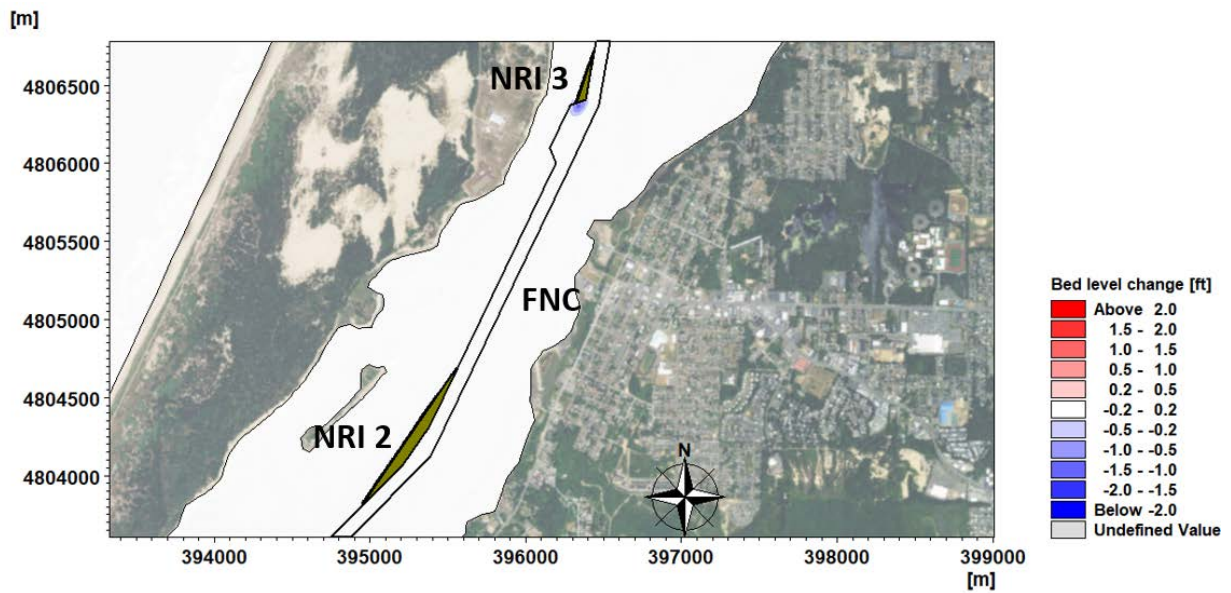 [m]
4806500
4806000
4805500
4805000
4804500
4804000
NRI 3
FNC
NRI 2
N
394000
395000
396000
397000
398000
399000
[m]
Bed level change [ft]
Above 2.0
1.5 - 2.0
1.0 - 1.5
0.5 - 1.0
0.2 - 0.5
-0.2 - 0.2
-0.5 - -0.2
-1.0 - -0.5
-1.5 - -1.0
-2.0 - -1.5
Below -2.0
Undefined Value